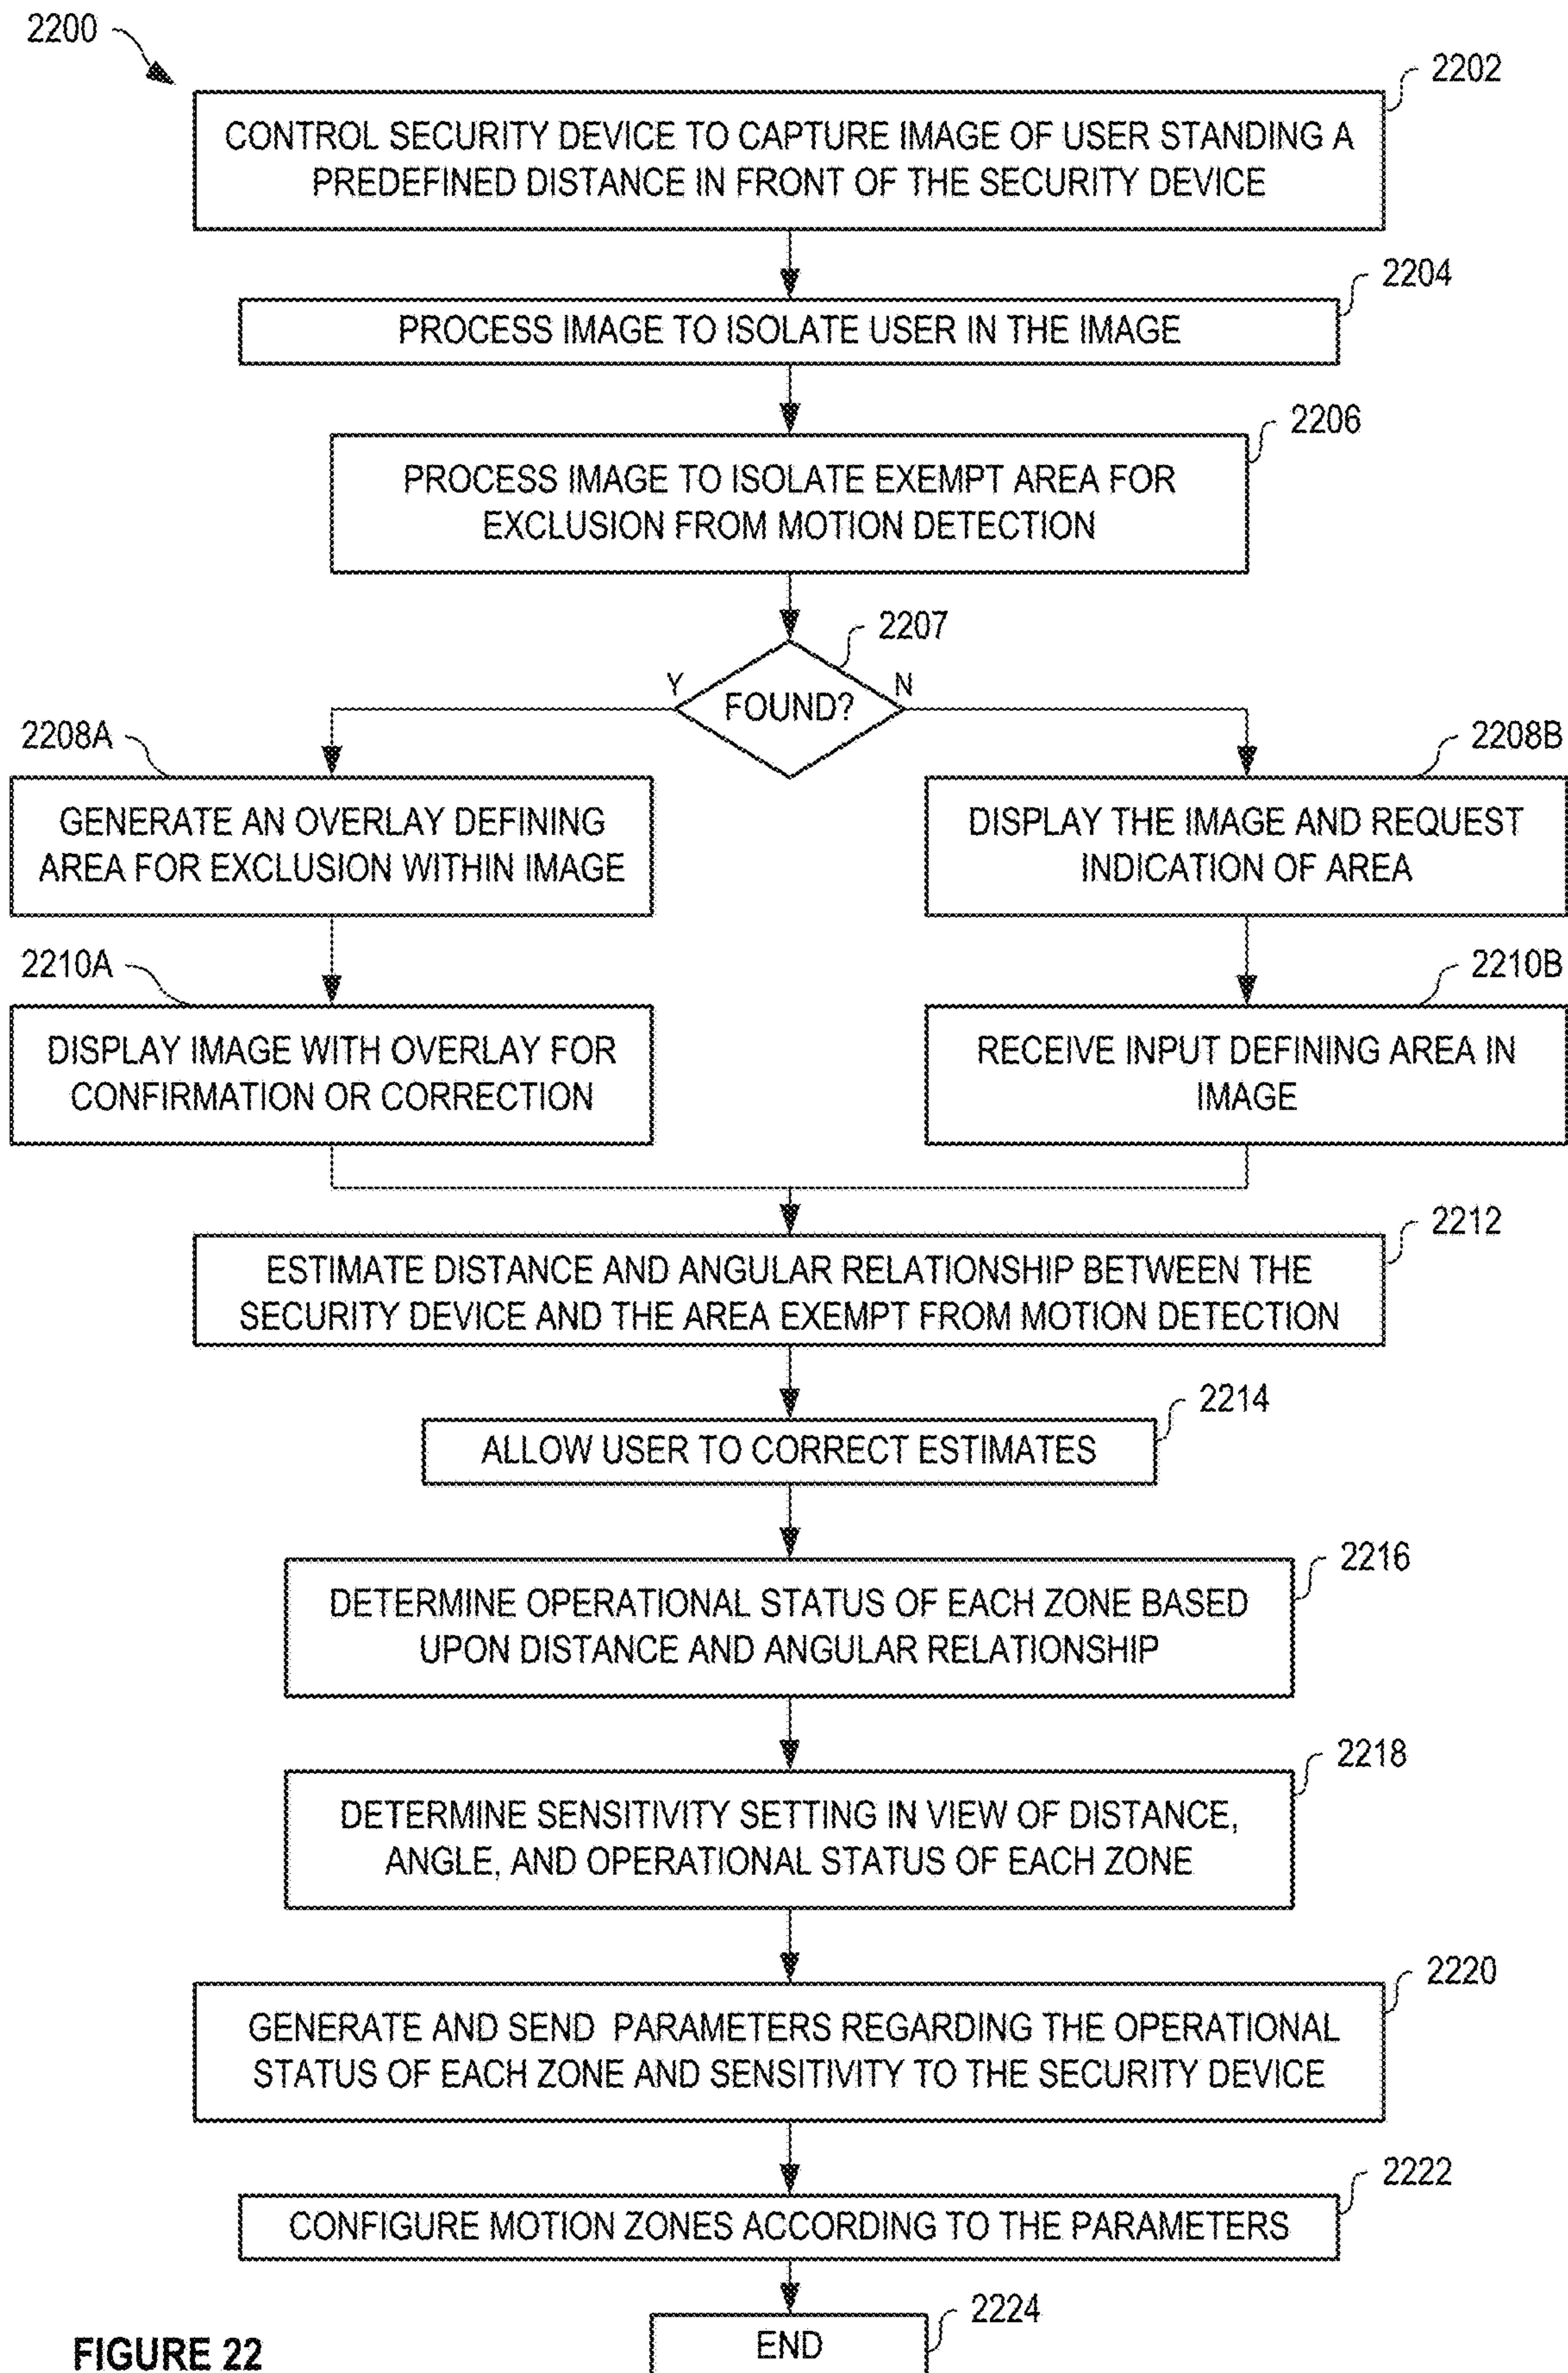 2200
2202
CONTROL SECURITY DEVICE TO CAPTURE IMAGE OF USER STANDING A
PREDEFINED DISTANCE IN FRONT OF THE SECURITY DEVICE
2204
PROCESS IMAGE TO ISOLATE USER IN THE IMAGE
2206
PROCESS IMAGE TO ISOLATE EXEMPT AREA FOR
EXCLUSION FROM MOTION DETECTION
2207
Y
FOUND?
N
2208A
GENERATE AN OVERLAY DEFINING
AREA FOR EXCLUSION WITHIN IMAGE
2208B
DISPLAY THE IMAGE AND REQUEST
INDICATION OF AREA
2210A
DISPLAY IMAGE WITH OVERLAY FOR
CONFIRMATION OR CORRECTION
2210B
RECEIVE INPUT DEFINING AREA IN
IMAGE
2212
ESTIMATE DISTANCE AND ANGULAR RELATIONSHIP BETWEEN THE
SECURITY DEVICE AND THE AREA EXEMPT FROM MOTION DETECTION
2214
ALLOW USER TO CORRECT ESTIMATES
2216
DETERMINE OPERATIONAL STATUS OF EACH ZONE BASED
UPON DISTANCE AND ANGULAR RELATIONSHIP
2218
DETERMINE SENSITIVITY SETTING IN VIEW OF DISTANCE,
ANGLE, AND OPERATIONAL STATUS OF EACH ZONE
2220
GENERATE AND SEND PARAMETERS REGARDING THE OPERATIONAL
STATUS OF EACH ZONE AND SENSITIVITY TO THE SECURITY DEVICE
2222
CONFIGURE MOTION ZONES ACCORDING TO THE PARAMETERS
2224
END
FIGURE 22